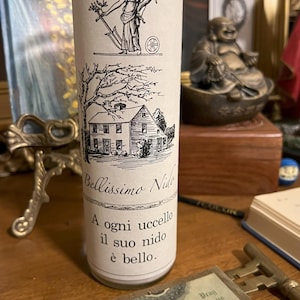 Bellissimo Nido
A ogni uccello
il suo nido
è bello.